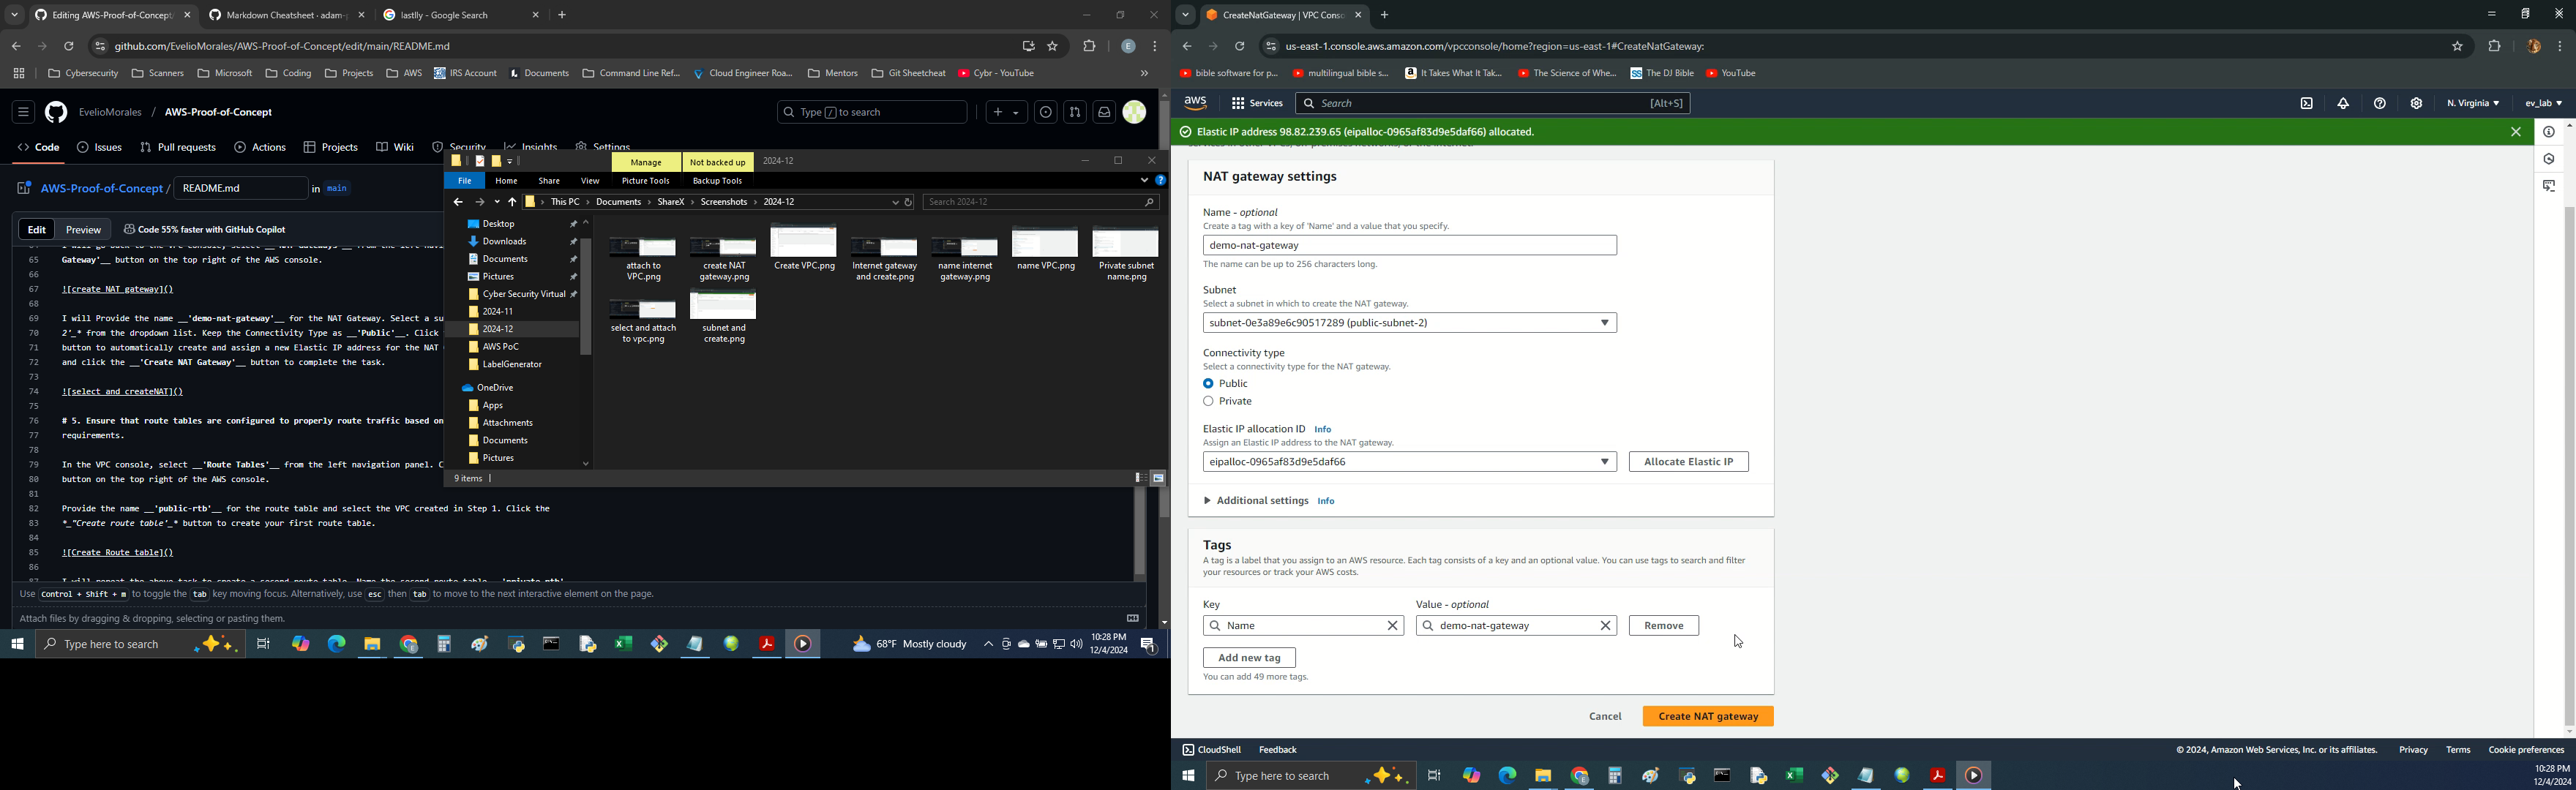 Editing AWS-Proof-of-Concept/
Markdown Cheatsheet · adam-p
lastlly - Google Search
github.com/EvelioMorales/AWS-Proof-of-Concept/edit/main/README.md
E
Cybersecurity
Scanners
Microsoft
Coding
Projects
AWS
IRS Account
Documents
Command Line Ref...
Cloud Engineer Roa...
Mentors
Git Sheetcheat
Cybr - YouTube
EvelioMorales / AWS-Proof-of-Concept
Type / to search
Code
Issues
Pull requests
Actions
Projects
Wiki
Security
Insights
Settings
AWS-Proof-of-Concept / README.md in main
Edit
Preview
Code 55% faster with GitHub Copilot
65 Gateway'__ button on the top right of the AWS console.
66
67 ![create NAT gateway]()
68
69 I will Provide the name __'demo-nat-gateway'__ for the NAT Gateway. Select a su
70 2'_* from the dropdown list. Keep the Connectivity Type as __'Public'__. Click
71 button to automatically create and assign a new Elastic IP address for the NAT
72 and click the __'Create NAT Gateway'__ button to complete the task.
73
74 ![select and createNAT]()
75
76 # 5. Ensure that route tables are configured to properly route traffic based on
77 requirements.
78
79 In the VPC console, select __'Route Tables'__ from the left navigation panel. C
80 button on the top right of the AWS console.
81
82 Provide the name __'public-rtb'__ for the route table and select the VPC created in Step 1. Click the
83 *_"Create route table'_* button to create your first route table.
84
85 ![Create Route table]()
86
87 I will repeat the above task to create a second route table. Name the second route table __'private-rtb'
Use Control + Shift + m to toggle the tab key moving focus. Alternatively, use esc then tab to move to the next interactive element on the page.
Attach files by dragging & dropping, selecting or pasting them.
Manage
Not backed up
2024-12
File
Home
Share
View
Picture Tools
Backup Tools
This PC > Documents > ShareX > Screenshots > 2024-12
Search 2024-12
Desktop
Downloads
Documents
Pictures
Cyber Security Virtual
2024-11
2024-12
AWS PoC
LabelGenerator
OneDrive
Apps
Attachments
Documents
Pictures
attach to VPC.png
create NAT gateway.png
Create VPC.png
Internet gateway and create.png
name internet gateway.png
name VPC.png
Private subnet name.png
select and attach to vpc.png
subnet and create.png
9 items
Type here to search
68°F Mostly cloudy
10:28 PM
12/4/2024
1
CreateNatGateway | VPC Conso
us-east-1.console.aws.amazon.com/vpcconsole/home?region=us-east-1#CreateNatGateway:
bible software for p...
multilingual bible s...
It Takes What It Tak...
The Science of Whe...
The DJ Bible
YouTube
aws
Services
Search
[Alt+S]
N. Virginia
ev_lab
Elastic IP address 98.82.239.65 (eipalloc-0965af83d9e5daf66) allocated.
NAT gateway settings
Name - optional
Create a tag with a key of 'Name' and a value that you specify.
demo-nat-gateway
The name can be up to 256 characters long.
Subnet
Select a subnet in which to create the NAT gateway.
subnet-0e3a89e6c90517289 (public-subnet-2)
Connectivity type
Select a connectivity type for the NAT gateway.
Public
Private
Elastic IP allocation ID Info
Assign an Elastic IP address to the NAT gateway.
eipalloc-0965af83d9e5daf66
Allocate Elastic IP
Additional settings Info
Tags
A tag is a label that you assign to an AWS resource. Each tag consists of a key and an optional value. You can use tags to search and filter
your resources or track your AWS costs.
Key
Value - optional
Name
demo-nat-gateway
Remove
Add new tag
You can add 49 more tags.
Cancel
Create NAT gateway
CloudShell
Feedback
© 2024, Amazon Web Services, Inc. or its affiliates.
Privacy
Terms
Cookie preferences
Type here to search
10:28 PM
12/4/2024